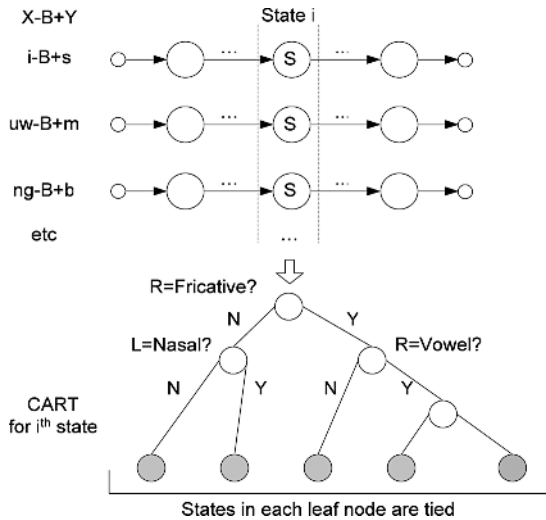 X-B+Y
State i
i-B+s
...
S
...
uw-B+m
...
S
...
ng-B+b
...
S
...
etc
...
R=Fricative?
N
Y
L=Nasal?
R=Vowel?
N
Y
N
Y
CART
for iᵗʰ state
States in each leaf node are tied